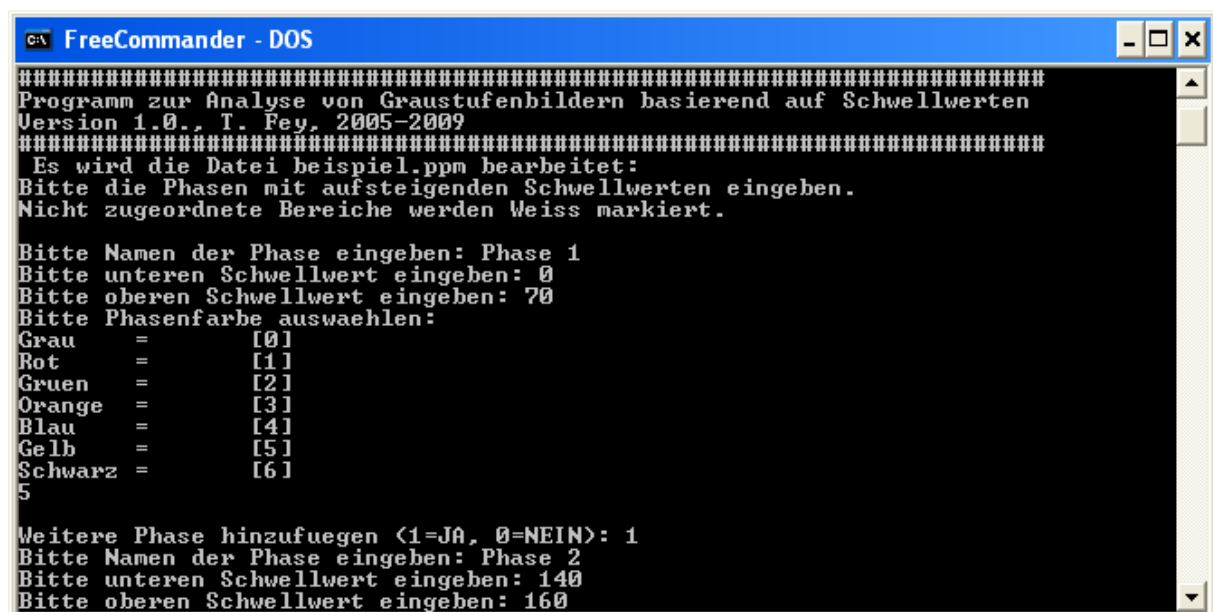 FreeCommander - DOS
#######################################################################
Programm zur Analyse von Graustufenbildern basierend auf Schwellwerten
Version 1.0., T. Fey, 2005-2009
#######################################################################
Es wird die Datei beispiel.ppm bearbeitet:
Bitte die Phasen mit aufsteigenden Schwellwerten eingeben.
Nicht zugeordnete Bereiche werden Weiss markiert.
Bitte Namen der Phase eingeben: Phase 1
Bitte unteren Schwellwert eingeben: 0
Bitte oberen Schwellwert eingeben: 70
Bitte Phasenfarbe auswaehlen:
Grau = [0]
Rot = [1]
Gruen = [2]
Orange = [3]
Blau = [4]
Gelb = [5]
Schwarz = [6]
5
Weitere Phase hinzufuegen (1=JA, 0=NEIN): 1
Bitte Namen der Phase eingeben: Phase 2
Bitte unteren Schwellwert eingeben: 140
Bitte oberen Schwellwert eingeben: 160